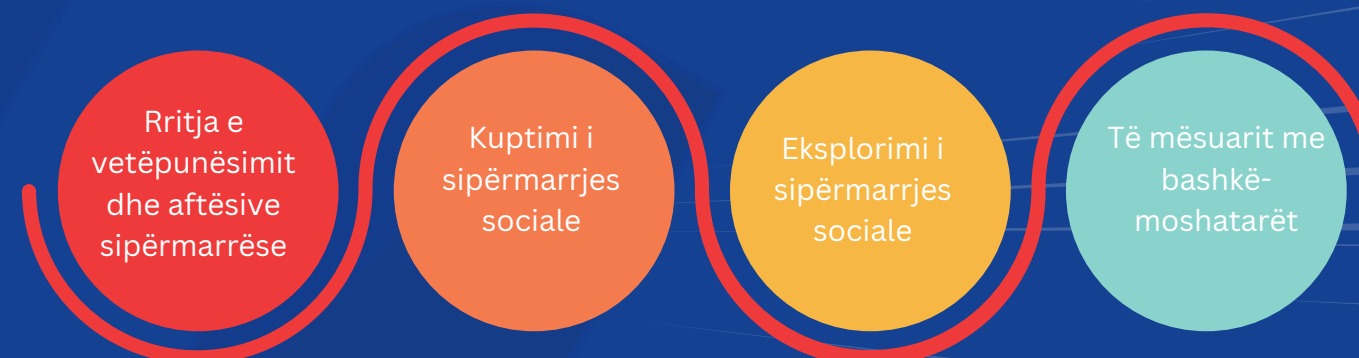 Rritja e
vetëpunësimit
dhe aftësive
sipërmarrëse
Kuptimi i
sipërmarrjes
sociale
Eksplorimi i
sipërmarrjes
sociale
Të mësuarit me
bashkë-
moshatarët